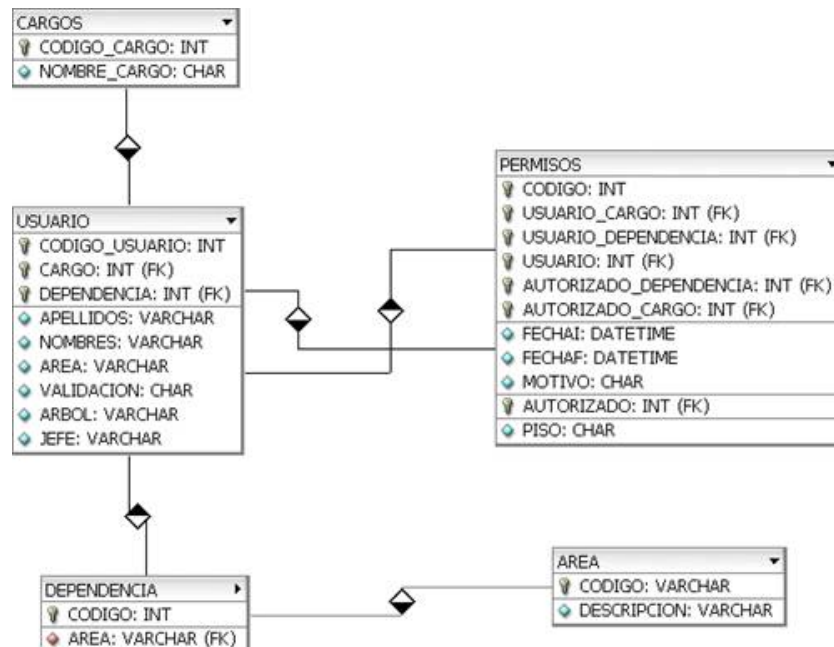 CARGOS
CODIGO_CARGO: INT
NOMBRE_CARGO: CHAR
USUARIO
CODIGO_USUARIO: INT
CARGO: INT (FK)
DEPENDENCIA: INT (FK)
APELLIDOS: VARCHAR
NOMBRES: VARCHAR
AREA: VARCHAR
VALIDACION: CHAR
ARBOL: VARCHAR
JEFE: VARCHAR
PERMISOS
CODIGO: INT
USUARIO_CARGO: INT (FK)
USUARIO_DEPENDENCIA: INT (FK)
USUARIO: INT (FK)
AUTORIZADO_DEPENDENCIA: INT (FK)
AUTORIZADO_CARGO: INT (FK)
FECHAI: DATETIME
FECHAF: DATETIME
MOTIVO: CHAR
AUTORIZADO: INT (FK)
PISO: CHAR
DEPENDENCIA
CODIGO: INT
AREA: VARCHAR (FK)
AREA
CODIGO: VARCHAR
DESCRIPCION: VARCHAR